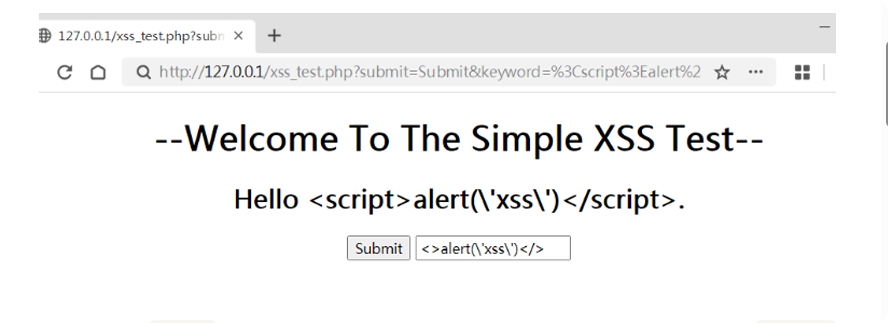 127.0.0.1/xss_test.php?subn
http://127.0.0.1/xss_test.php?submit=Submit&keyword=%3Cscript%3Ealert%2
--Welcome To The Simple XSS Test--
Hello <script>alert(\'xss\')</script>.
Submit <>alert(\'xss\')</>